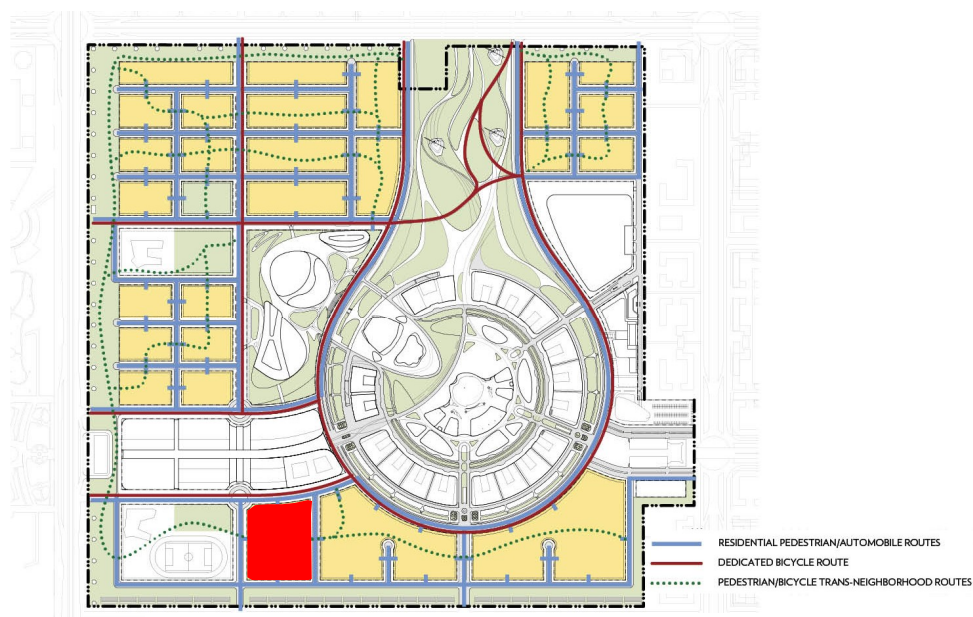 RESIDENTIAL PEDESTRIAN/AUTOMOBILE ROUTES
DEDICATED BICYCLE ROUTE
PEDESTRIAN/BICYCLE TRANS-NEIGHBORHOOD ROUTES